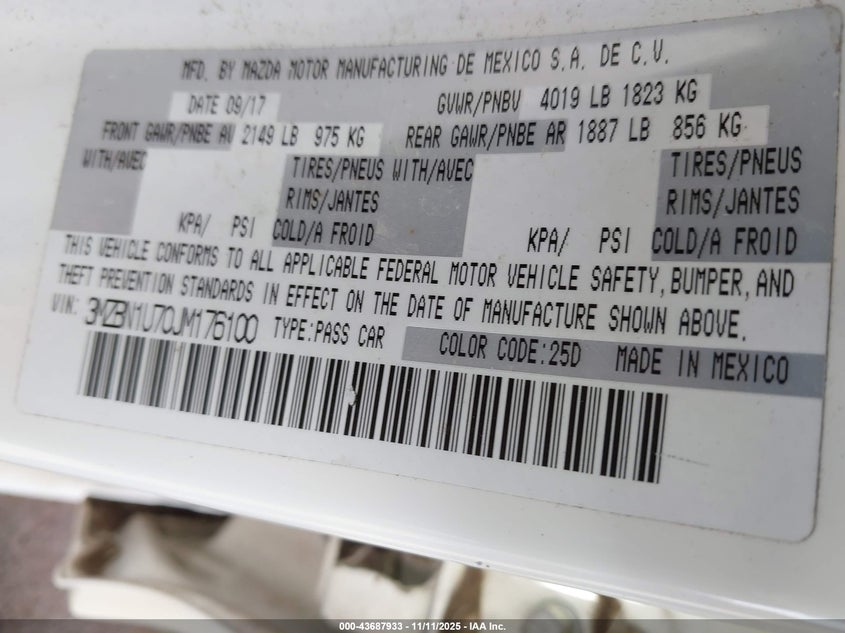 MFD. BY MAZDA MOTOR MANUFACTURING DE MEXICO S.A. DE C.V.
DATE 09/17 GVWR/PNBV 4019 LB 1823 KG
FRONT GAWR/PNBE AV 2149 LB 975 KG REAR GAWR/PNBE AR 1887 LB 856 KG
WITH/AVEC TIRES/PNEUS WITH/AVEC TIRES/PNEUS
RIMS/JANTES RIMS/JANTES
KPA/ PSI COLD/A FROID KPA/ PSI COLD/A FROID
THIS VEHICLE CONFORMS TO ALL APPLICABLE FEDERAL MOTOR VEHICLE SAFETY, BUMPER, AND
THEFT PREVENTION STANDARDS IN EFFECT ON THE DATE OF MANUFACTURE SHOWN ABOVE.
VIN: 3MZBN1U70JM176100 TYPE:PASS CAR COLOR CODE:25D MADE IN MEXICO
000-43687933 - 11/11/2025 - IAA Inc.